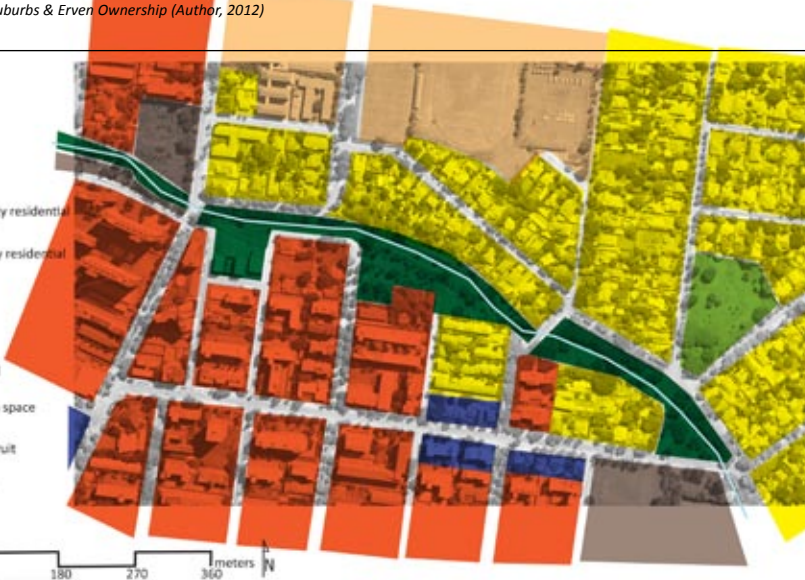 uburbs & Erven Ownership (Author, 2012)
y residential
y residential
space
uit
180 270 360 meters N